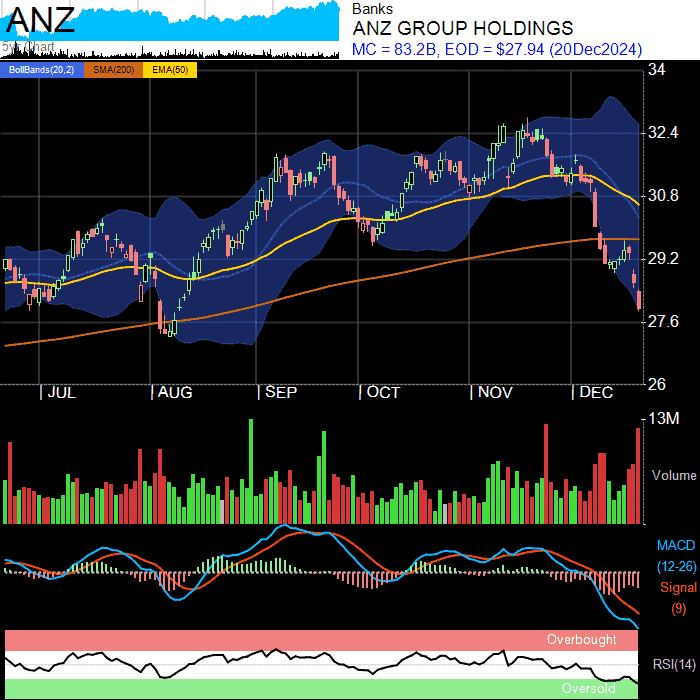 ANZ
5yr Chart
Banks
ANZ GROUP HOLDINGS
MC = 83.2B, EOD = $27.94 (20Dec2024)
BollBands(20,2) SMA(200) EMA(50)
34
32.4
30.8
29.2
27.6
26
JUL AUG SEP OCT NOV DEC
13M
Volume
MACD
(12-26)
Signal
(9)
Overbought
RSI(14)
Oversold